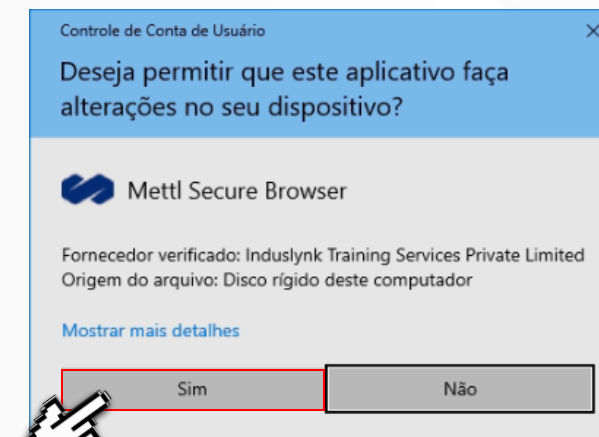 Controle de Conta de Usuário
Deseja permitir que este aplicativo faça
alterações no seu dispositivo?
Mettl Secure Browser
Fornecedor verificado: Induslynk Training Services Private Limited
Origem do arquivo: Disco rígido deste computador
Mostrar mais detalhes
Sim
Não